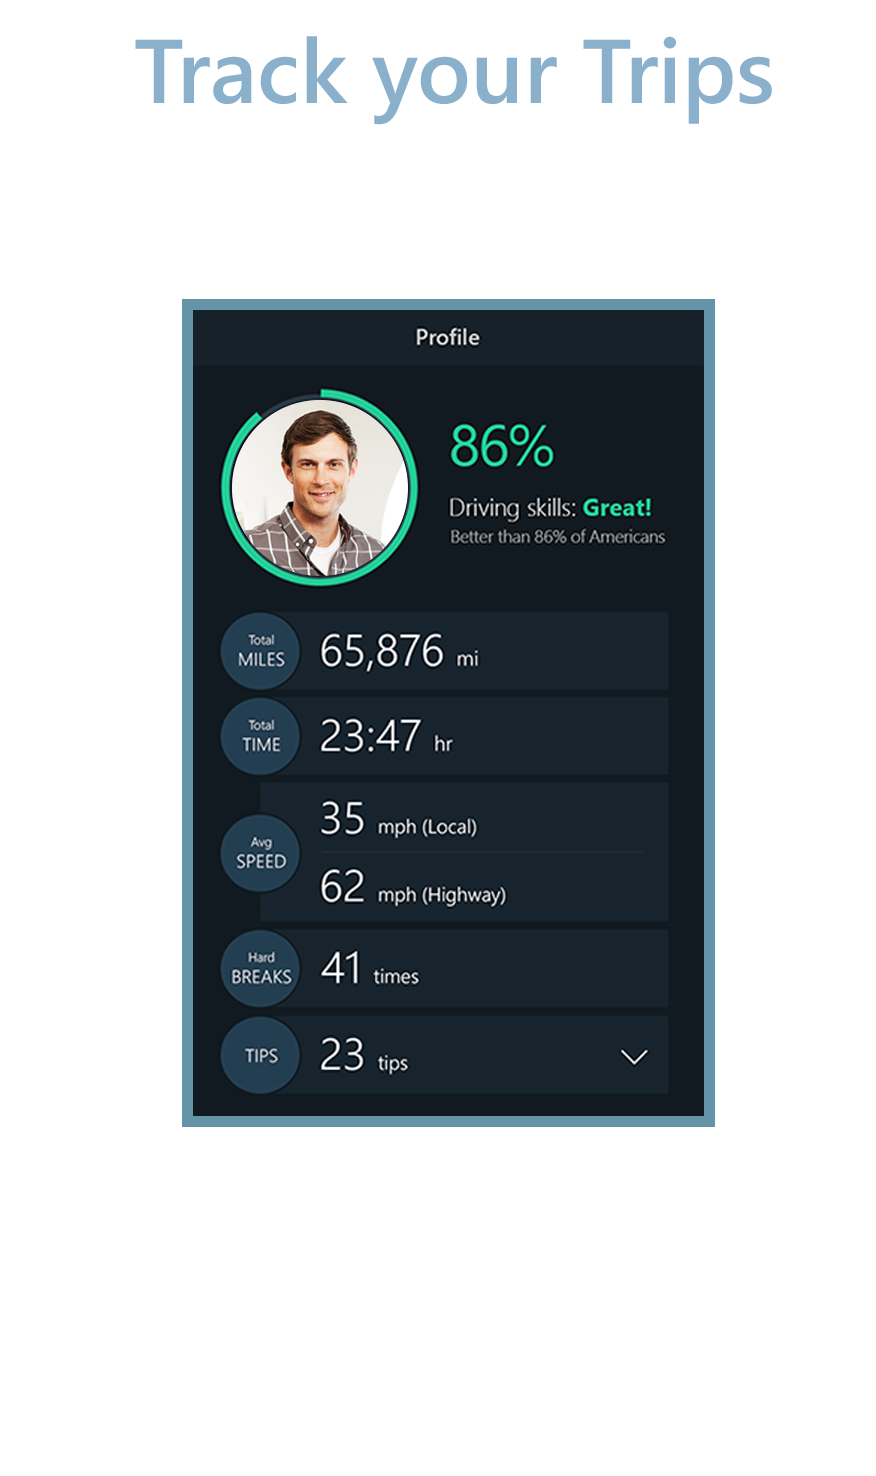 Track your Trips
Profile
86%
Driving skills: Great!
Better than 86% of Americans
Total
MILES
65,876 mi
Total
TIME
23:47 hr
Avg
SPEED
35 mph (Local)
62 mph (Highway)
Hard
BREAKS
41 times
TIPS
23 tips